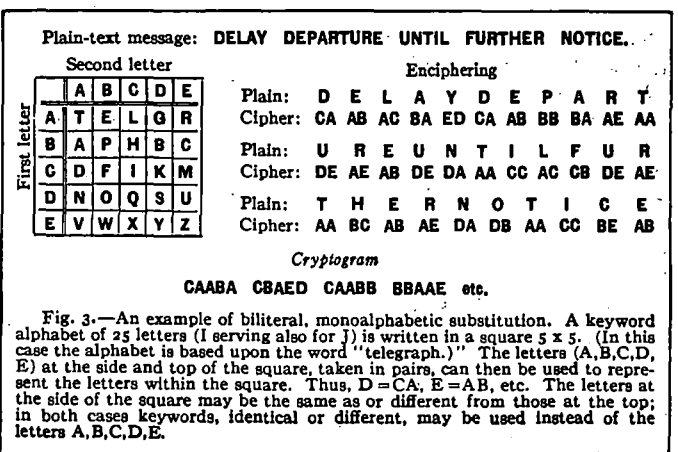 Plain-text message: DELAY DEPARTURE UNTIL FURTHER NOTICE.
Second letter
Enciphering
A B C D E
A T E L G R
B A P H B C
C D F I K M
D N O Q S U
E V W X Y Z
First letter
Plain: D E L A Y D E P A R T
Cipher: CA AB AC BA ED CA AB BB BA AE AA
Plain: U R E U N T I L F U R
Cipher: DE AE AB DE DA AA CC AC CB DE AE
Plain: T H E R N O T I C E
Cipher: AA BC AB AE DA DB AA CC BE AB
Cryptogram
CAABA CBAED CAABB BBAAE etc.
Fig. 3.—An example of biliteral, monoalphabetic substitution. A keyword
alphabet of 25 letters (I serving also for J) is written in a square 5 x 5. (In this
case the alphabet is based upon the word "telegraph.)" The letters (A,B,C,D,
E) at the side and top of the square, taken in pairs, can then be used to repre-
sent the letters within the square. Thus, D=CA, E=AB, etc. The letters at
the side of the square may be the same as or different from those at the top;
in both cases keywords, identical or different, may be used instead of the
letters A,B,C,D,E.